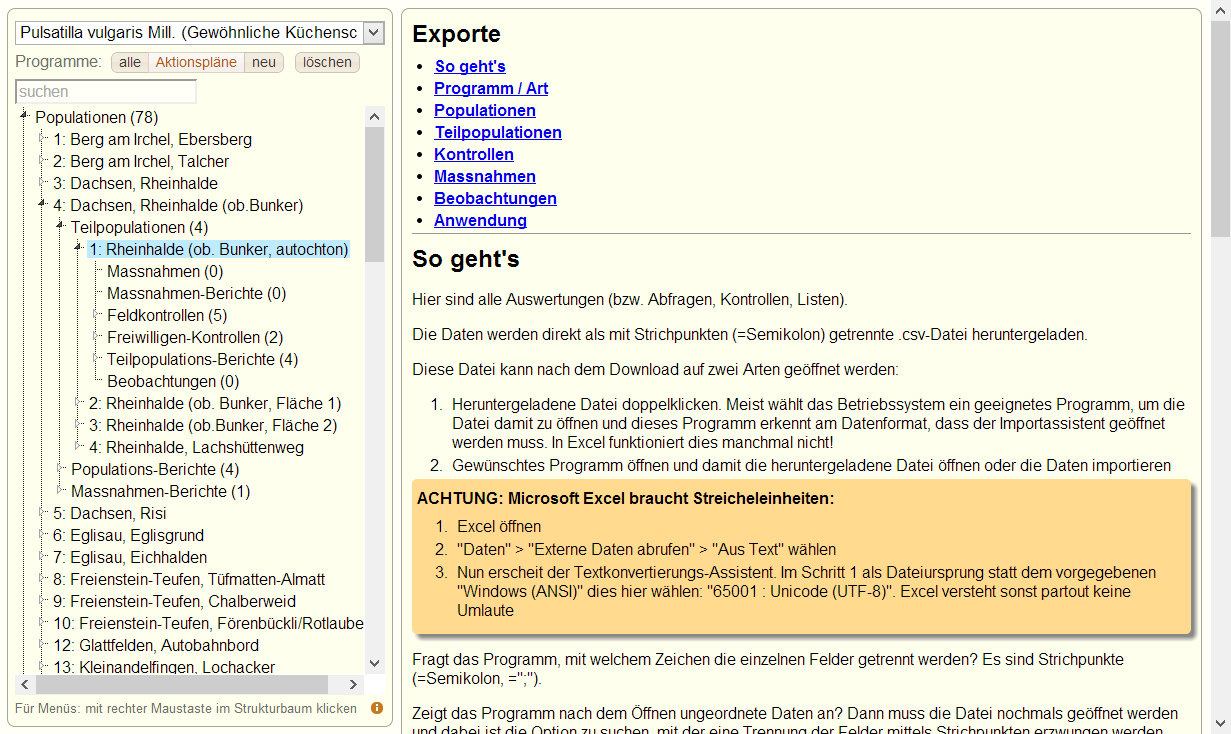 Pulsatilla vulgaris Mill. (Gewöhnliche Küchensc
Programme: alle Aktionspläne neu löschen
suchen
Populationen (78)
1: Berg am Irchel, Ebersberg
2: Berg am Irchel, Talcher
3: Dachsen, Rheinhalde
4: Dachsen, Rheinhalde (ob.Bunker)
Teilpopulationen (4)
1: Rheinhalde (ob. Bunker, autochton)
Massnahmen (0)
Massnahmen-Berichte (0)
Feldkontrollen (5)
Freiwilligen-Kontrollen (2)
Teilpopulations-Berichte (4)
Beobachtungen (0)
2: Rheinhalde (ob. Bunker, Fläche 1)
3: Rheinhalde (ob.Bunker, Fläche 2)
4: Rheinhalde, Lachshüttenweg
Populations-Berichte (4)
Massnahmen-Berichte (1)
5: Dachsen, Risi
6: Eglisau, Eglisgrund
7: Eglisau, Eichhalden
8: Freienstein-Teufen, Tüfmatten-Almatt
9: Freienstein-Teufen, Chalberweid
10: Freienstein-Teufen, Förenbückli/Rotlaube
12: Glattfelden, Autobahnbord
13: Kleinandelfingen, Lochacker
Für Menüs: mit rechter Maustaste im Strukturbaum klicken
Exporte
So geht's
Programm / Art
Populationen
Teilpopulationen
Kontrollen
Massnahmen
Beobachtungen
Anwendung
So geht's
Hier sind alle Auswertungen (bzw. Abfragen, Kontrollen, Listen).
Die Daten werden direkt als mit Strichpunkten (=Semikolon) getrennte .csv-Datei heruntergeladen.
Diese Datei kann nach dem Download auf zwei Arten geöffnet werden:
1. Heruntergeladene Datei doppelklicken. Meist wählt das Betriebssystem ein geeignetes Programm, um die
Datei damit zu öffnen und dieses Programm erkennt am Datenformat, dass der Importassistent geöffnet
werden muss. In Excel funktioniert dies manchmal nicht!
2. Gewünschtes Programm öffnen und damit die heruntergeladene Datei öffnen oder die Daten importieren
ACHTUNG: Microsoft Excel braucht Streicheleinheiten:
1. Excel öffnen
2. "Daten" > "Externe Daten abrufen" > "Aus Text" wählen
3. Nun erscheit der Textkonvertierungs-Assistent. Im Schritt 1 als Dateiursprung statt dem vorgegebenen
"Windows (ANSI)" dies hier wählen: "65001 : Unicode (UTF-8)". Excel versteht sonst partout keine
Umlaute
Fragt das Programm, mit welchem Zeichen die einzelnen Felder getrennt werden? Es sind Strichpunkte
(=Semikolon, =";").
Zeigt das Programm nach dem Öffnen ungeordnete Daten an? Dann muss die Datei nochmals geöffnet werden
und dabei ist die Option zu suchen, mit der eine Trennung der Felder mittels Strichpunkten erzwungen werden